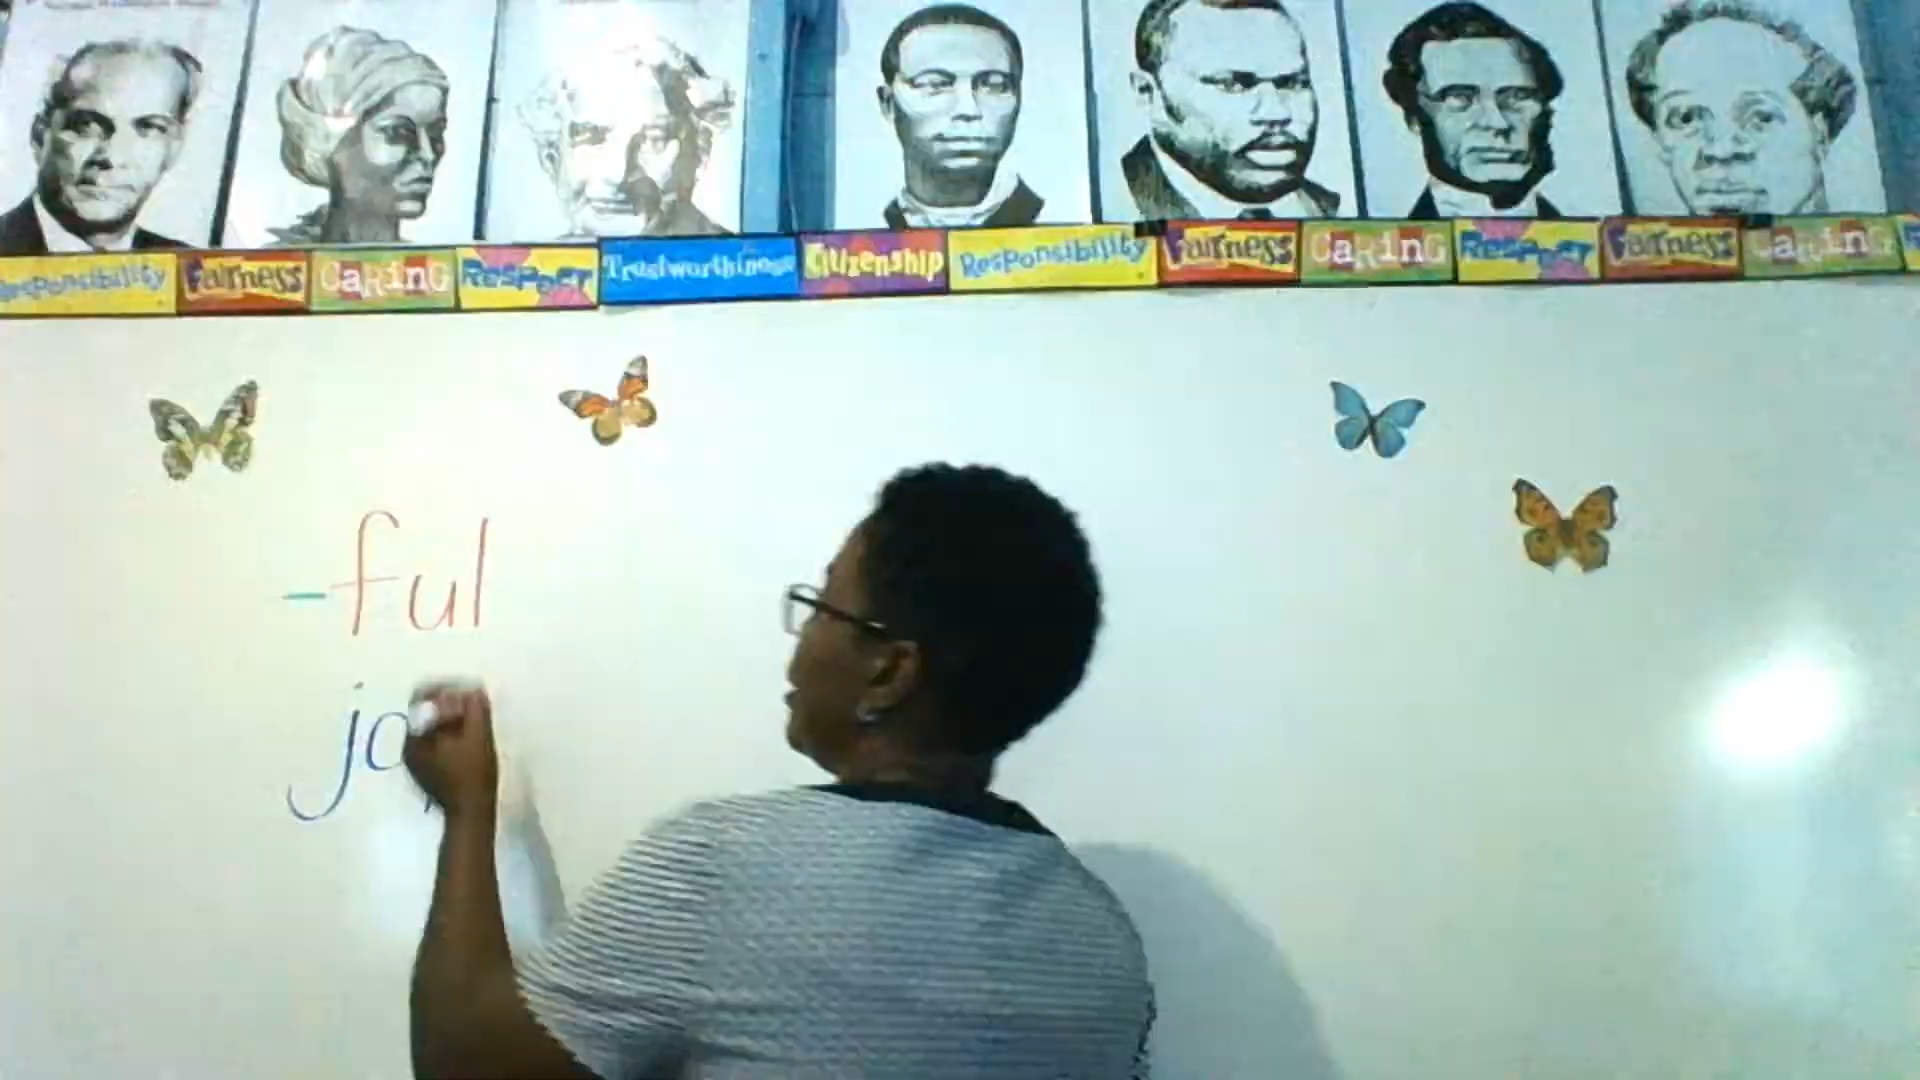 Responsibility Fairness CaRiNG Respect Trustworthiness Citizenship Responsibility Fairness CaRiNG Respect Fairness CaRiNG
-ful
jo